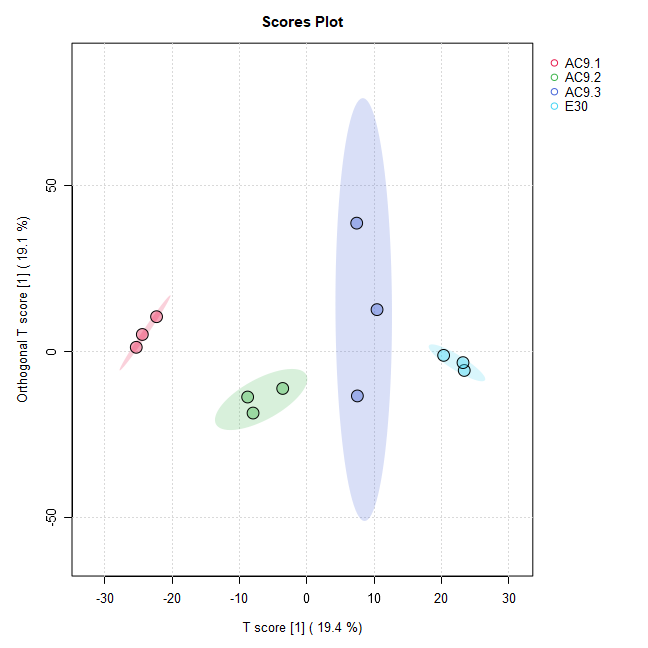 Scores Plot
AC9.1
AC9.2
AC9.3
E30
Orthogonal T score [1] ( 19.1 %)
50
0
-50
-30 -20 -10 0 10 20 30
T score [1] ( 19.4 %)